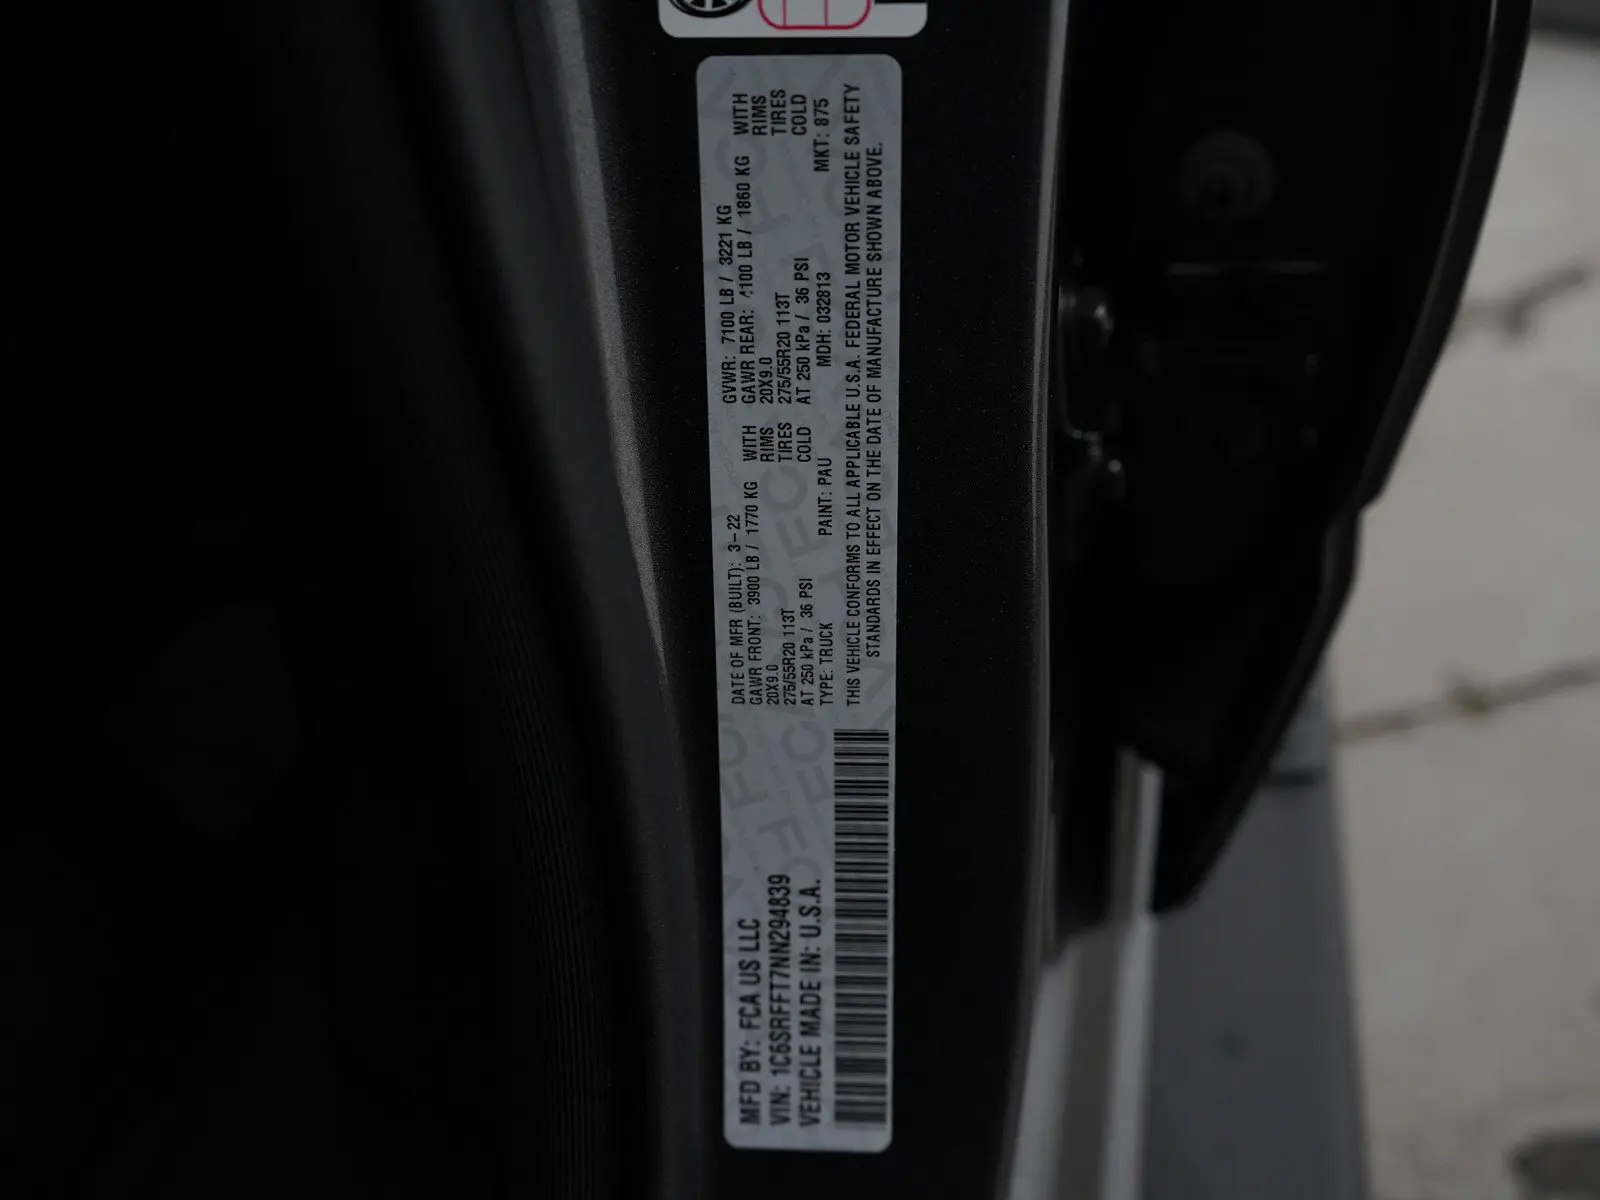 MFD BY: FCA US LLC
VIN: 1C6SRFFT7NN294839
VEHICLE MADE IN: U.S.A.
DATE OF MFR (BUILT): 3-22 GVWR: 7100 LB / 3221 KG
GAWR FRONT: 3900 LB / 1770 KG WITH GAWR REAR: 4100 LB / 1860 KG WITH
20X9.0 RIMS 20X9.0 RIMS
275/55R20 113T TIRES 275/55R20 113T TIRES
AT 250 kPa / 36 PSI COLD AT 250 kPa / 36 PSI COLD
TYPE: TRUCK PAINT: PAU MDH: 032813 MKT: 875
THIS VEHICLE CONFORMS TO ALL APPLICABLE U.S.A. FEDERAL MOTOR VEHICLE SAFETY
STANDARDS IN EFFECT ON THE DATE OF MANUFACTURE SHOWN ABOVE.